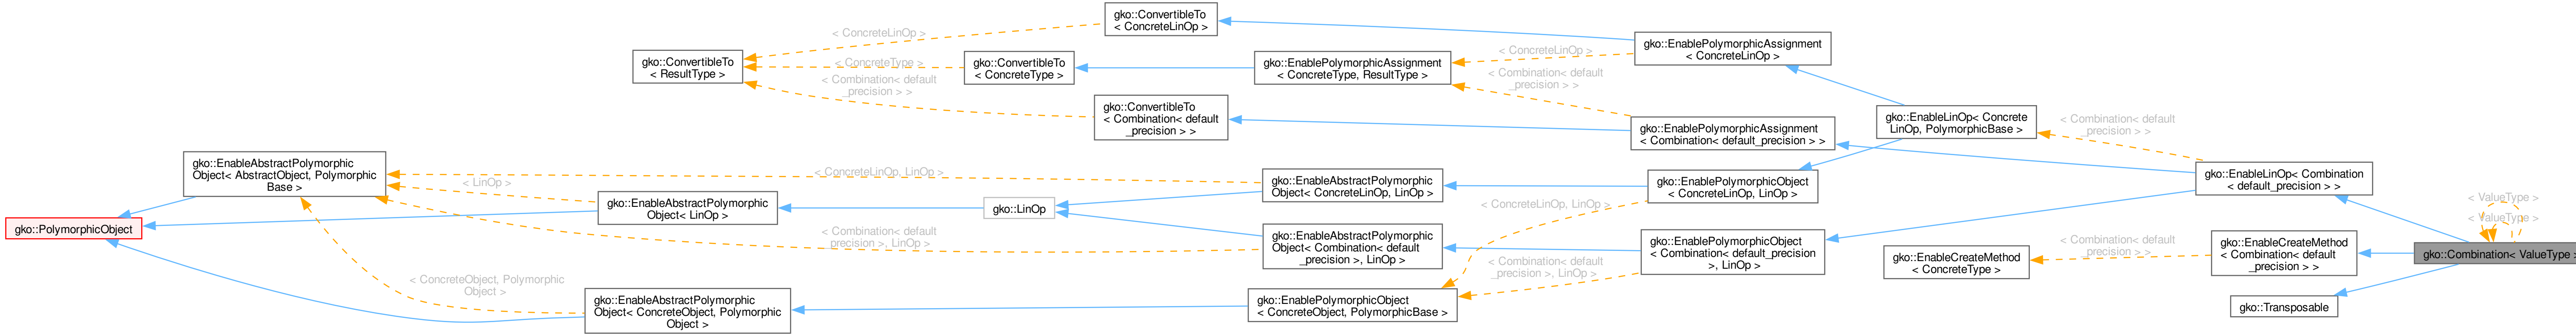 gko::ConvertibleTo
< ConcreteLinOp >
< ConcreteLinOp >
gko::EnablePolymorphicAssignment
< ConcreteLinOp >
gko::ConvertibleTo
< ResultType >
< ConcreteType >
gko::ConvertibleTo
< ConcreteType >
gko::EnablePolymorphicAssignment
< ConcreteType, ResultType >
< ConcreteLinOp >
< Combination< default
_precision > >
< Combination< default
_precision > >
gko::ConvertibleTo
< Combination< default
_precision > >
gko::EnablePolymorphicAssignment
< Combination< default_precision > >
gko::EnableLinOp< Concrete
LinOp, PolymorphicBase >
< Combination< default
_precision > >
gko::EnableLinOp< Combination
< default_precision > >
gko::EnableAbstractPolymorphic
Object< AbstractObject, Polymorphic
Base >
< LinOp >
< ConcreteLinOp, LinOp >
gko::EnableAbstractPolymorphic
Object< ConcreteLinOp, LinOp >
gko::EnablePolymorphicObject
< ConcreteLinOp, LinOp >
gko::EnableAbstractPolymorphic
Object< LinOp >
gko::LinOp
< ConcreteLinOp, LinOp >
< ValueType >
< ValueType >
gko::PolymorphicObject
< Combination< default
_precision >, LinOp >
gko::EnableAbstractPolymorphic
Object< Combination< default
_precision >, LinOp >
gko::EnablePolymorphicObject
< Combination< default_precision
>, LinOp >
gko::EnableCreateMethod
< ConcreteType >
< Combination< default
_precision > >
gko::EnableCreateMethod
< Combination< default
_precision > >
gko::Combination< ValueType >
< ConcreteObject, Polymorphic
Object >
< Combination< default
_precision >, LinOp >
gko::EnableAbstractPolymorphic
Object< ConcreteObject, Polymorphic
Object >
gko::EnablePolymorphicObject
< ConcreteObject, PolymorphicBase >
gko::Transposable